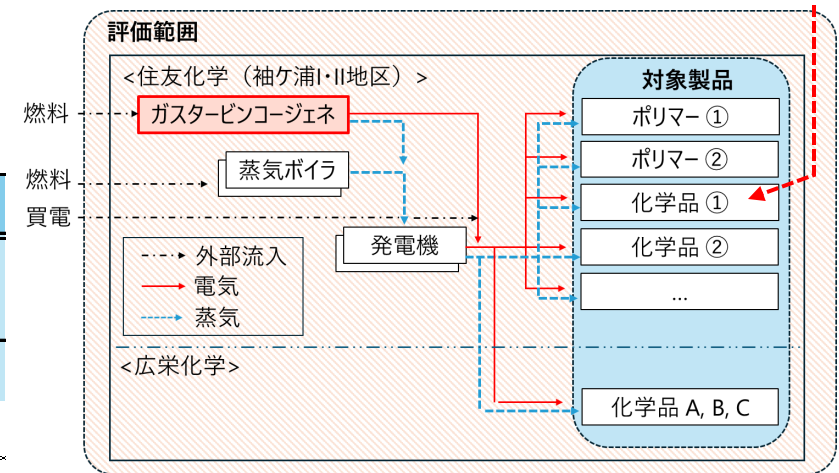 評価範囲
<住友化学（袖ケ浦I・II地区）>
対象製品
燃料
ガスタービンコージェネ
ポリマー ①
ポリマー ②
蒸気ボイラ
燃料
化学品 ①
買電
発電機
化学品 ②
外部流入
電気
…
蒸気
<広栄化学>
化学品 A, B, C